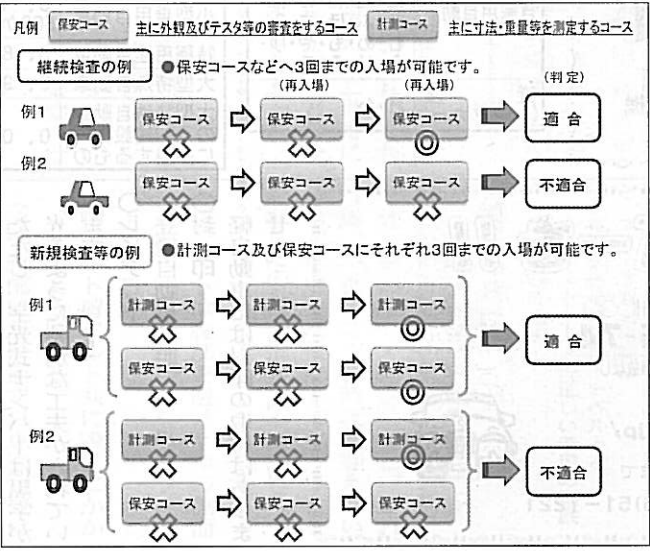 凡例 保安コース 主に外観及びテスタ等の審査をするコース 計測コース 主に寸法・重量等を測定するコース
継続検査の例 ●保安コースなどへ3回までの入場が可能です。
(再入場) (再入場) (判定)
例1 保安コース 保安コース 保安コース 適合
例2 保安コース 保安コース 保安コース 不適合
新規検査等の例 ●計測コース及び保安コースにそれぞれ3回までの入場が可能です。
例1 計測コース 計測コース 計測コース
適合
保安コース 保安コース 保安コース
例2 計測コース 計測コース 計測コース
不適合
保安コース 保安コース 保安コース